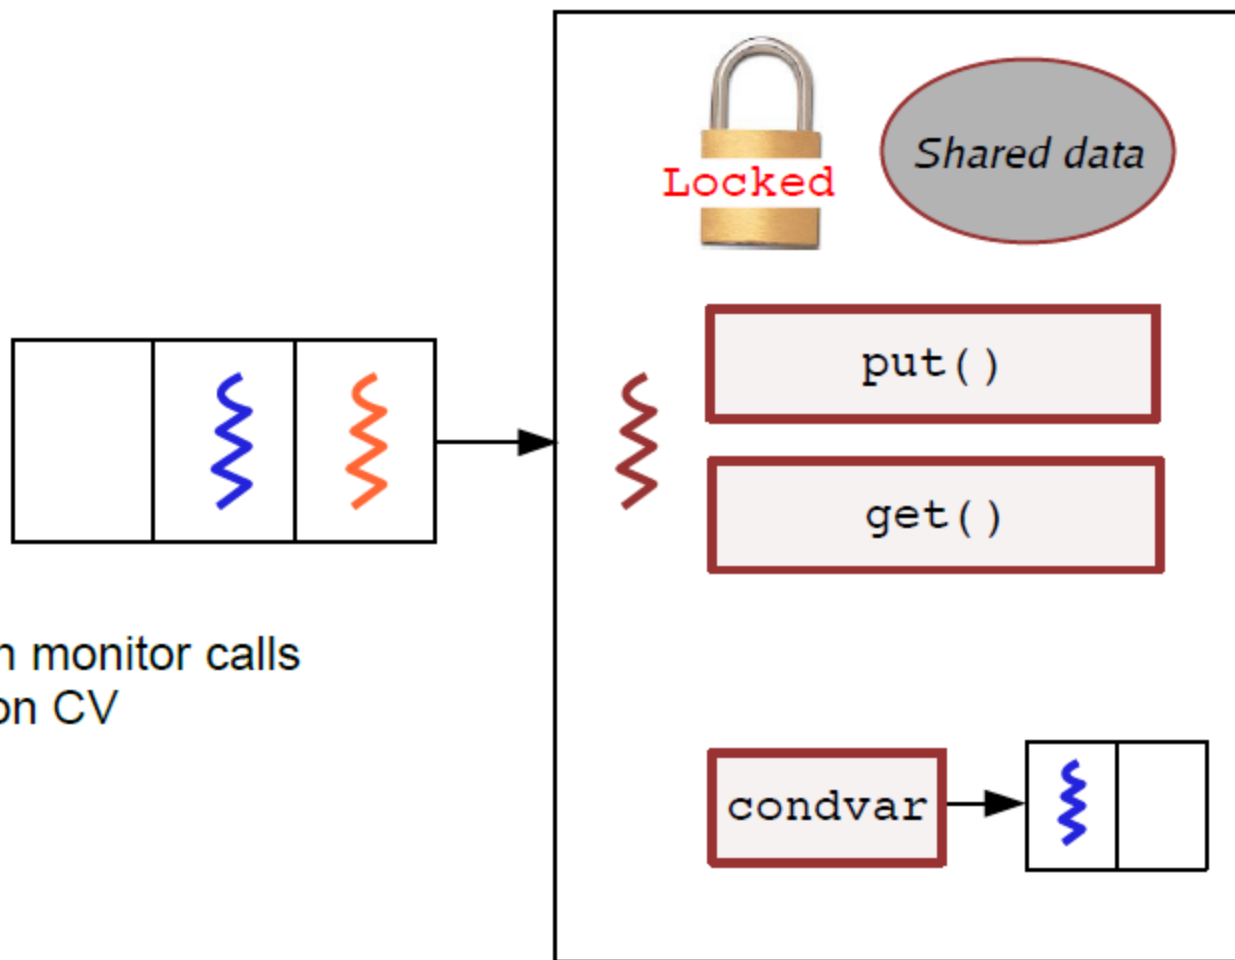 Locked
Shared data
put()
get()
n monitor calls
on CV
condvar